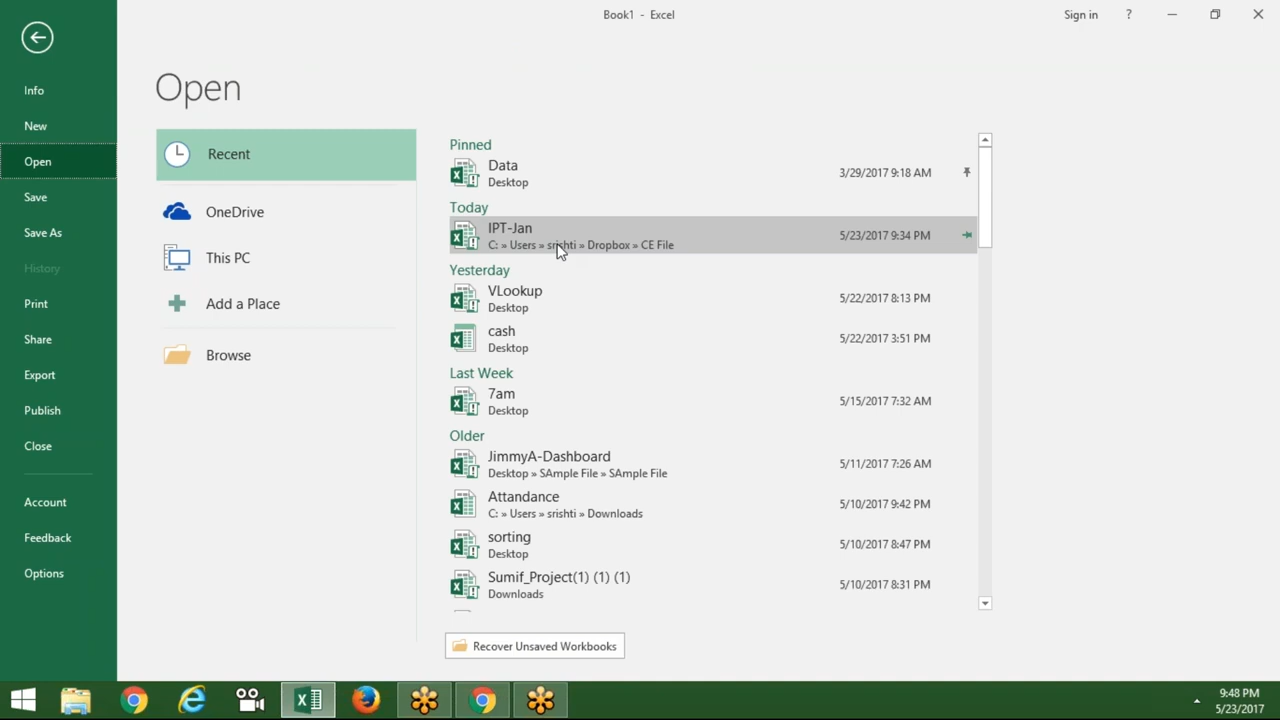 Book1 - Excel
Sign in
?
Info
New
Open
Save
Save As
History
Print
Share
Export
Publish
Close
Account
Feedback
Options
Open
Recent
OneDrive
This PC
Add a Place
Browse
Pinned
Data
Desktop
3/29/2017 9:18 AM
Today
IPT-Jan
C: » Users » srishti » Dropbox » CE File
5/23/2017 9:34 PM
Yesterday
VLookup
Desktop
5/22/2017 8:13 PM
cash
Desktop
5/22/2017 3:51 PM
Last Week
7am
Desktop
5/15/2017 7:32 AM
Older
JimmyA-Dashboard
Desktop » SAmple File » SAmple File
5/11/2017 7:26 AM
Attandance
C: » Users » srishti » Downloads
5/10/2017 9:42 PM
sorting
Desktop
5/10/2017 8:47 PM
Sumif_Project(1) (1) (1)
Downloads
5/10/2017 8:31 PM
Recover Unsaved Workbooks
9:48 PM
5/23/2017